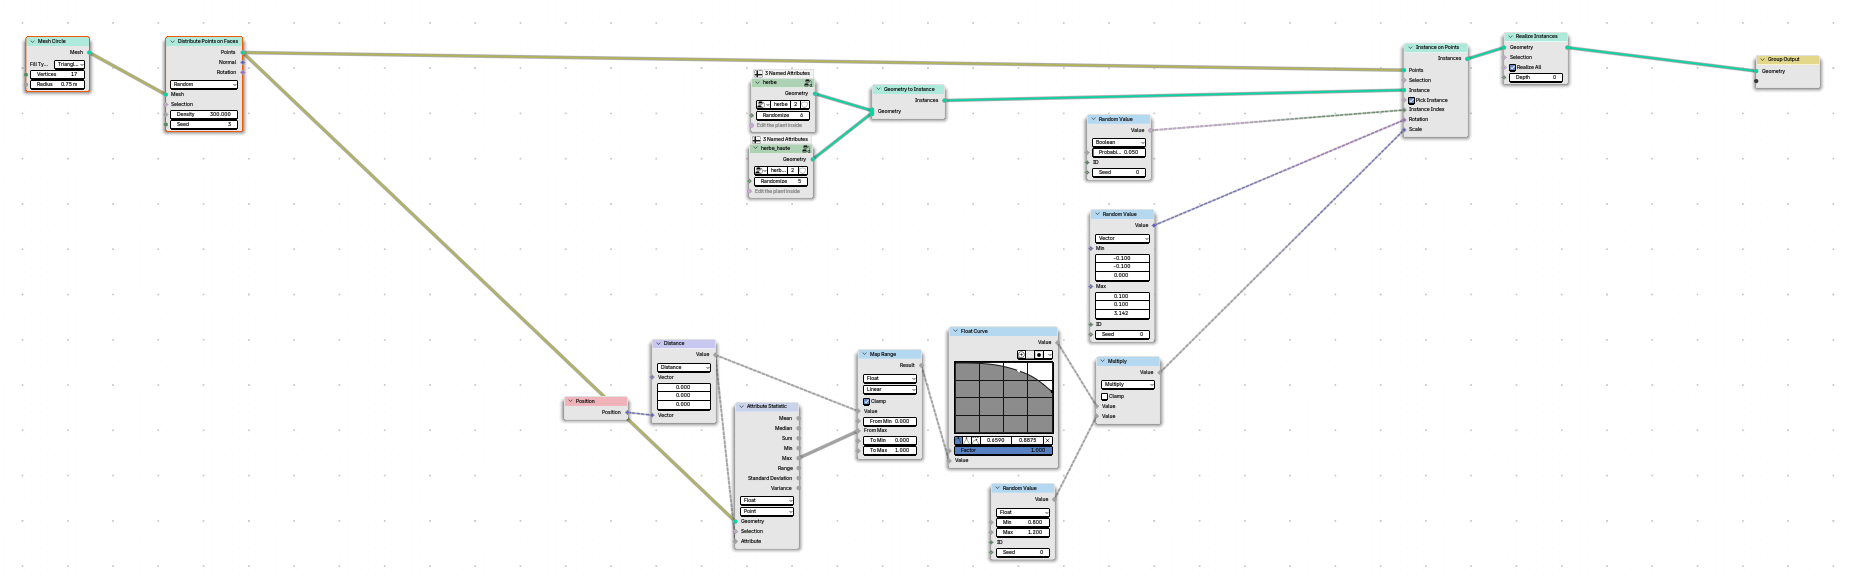 Mesh Circle
Mesh
Fill Ty... Triangl...
Vertices 17
Radius 0.75 m
Distribute Points on Faces
Points
Normal
Rotation
Random
Mesh
Selection
Density 300.000
Seed 3
3 Named Attributes
herbe
Geometry
herbe 2
Randomize 6
Edit the plant inside
3 Named Attributes
herbe_haute
Geometry
herb... 2
Randomize 5
Edit the plant inside
Geometry to Instance
Instances
Geometry
Random Value
Value
Boolean
Probabi... 0.050
ID
Seed 0
Random Value
Value
Vector
Min
-0.100
-0.100
0.000
Max
0.100
0.100
3.142
ID
Seed 0
Instance on Points
Instances
Points
Selection
Instance
Pick Instance
Instance Index
Rotation
Scale
Realize Instances
Geometry
Selection
Realize All
Depth 0
Group Output
Geometry
Position
Position
Distance
Value
Distance
Vector
0.000
0.000
0.000
Vector
Attribute Statistic
Mean
Median
Sum
Min
Max
Range
Standard Deviation
Variance
Float
Point
Geometry
Selection
Attribute
Map Range
Result
Float
Linear
Clamp
Value
From Min 0.000
From Max
To Min 0.000
To Max 1.000
Float Curve
Value
0.6590 0.8875
Factor 1.000
Value
Random Value
Value
Float
Min 0.800
Max
ID
Seed 0
Multiply
Value
Multiply
Clamp
Value
Value